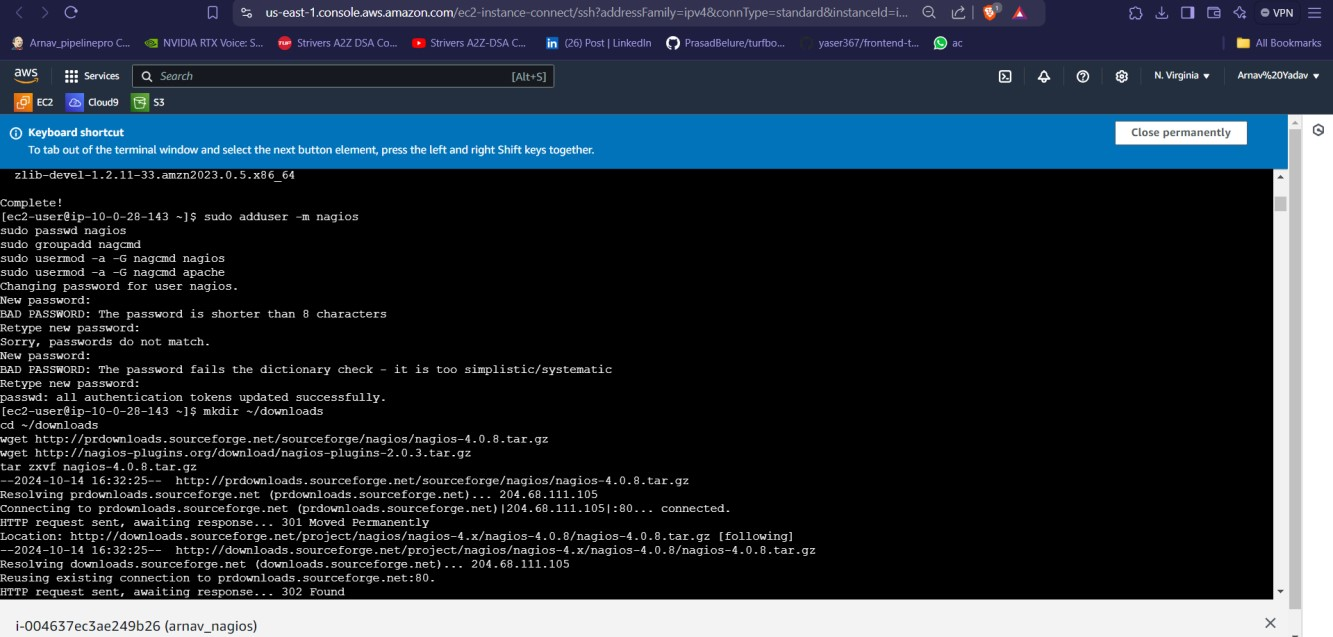 us-east-1.console.aws.amazon.com/ec2-instance-connect/ssh?addressFamily=ipv4&connType=standard&instanceId=i...
1
VPN
Arnav_pipelinepro C...
NVIDIA RTX Voice: S...
Strivers A2Z DSA Co...
Strivers A2Z-DSA C...
(26) Post | LinkedIn
PrasadBelure/turfbo...
yaser367/frontend-t...
ac
All Bookmarks
aws
Services
Search
[Alt+S]
N. Virginia
Arnav%20Yadav
EC2
Cloud9
S3
Keyboard shortcut
Close permanently
To tab out of the terminal window and select the next button element, press the left and right Shift keys together.
zlib-devel-1.2.11-33.amzn2023.0.5.x86_64
Complete!
[ec2-user@ip-10-0-28-143 ~]$ sudo adduser -m nagios
sudo passwd nagios
sudo groupadd nagcmd
sudo usermod -a -G nagcmd nagios
sudo usermod -a -G nagcmd apache
Changing password for user nagios.
New password:
BAD PASSWORD: The password is shorter than 8 characters
Retype new password:
Sorry, passwords do not match.
New password:
BAD PASSWORD: The password fails the dictionary check - it is too simplistic/systematic
Retype new password:
passwd: all authentication tokens updated successfully.
[ec2-user@ip-10-0-28-143 ~]$ mkdir ~/downloads
cd ~/downloads
wget http://prdownloads.sourceforge.net/sourceforge/nagios/nagios-4.0.8.tar.gz
wget http://nagios-plugins.org/download/nagios-plugins-2.0.3.tar.gz
tar zxvf nagios-4.0.8.tar.gz
--2024-10-14 16:32:25--  http://prdownloads.sourceforge.net/sourceforge/nagios/nagios-4.0.8.tar.gz
Resolving prdownloads.sourceforge.net (prdownloads.sourceforge.net)... 204.68.111.105
Connecting to prdownloads.sourceforge.net (prdownloads.sourceforge.net)|204.68.111.105|:80... connected.
HTTP request sent, awaiting response... 301 Moved Permanently
Location: http://downloads.sourceforge.net/project/nagios/nagios-4.x/nagios-4.0.8/nagios-4.0.8.tar.gz [following]
--2024-10-14 16:32:25--  http://downloads.sourceforge.net/project/nagios/nagios-4.x/nagios-4.0.8/nagios-4.0.8.tar.gz
Resolving downloads.sourceforge.net (downloads.sourceforge.net)... 204.68.111.105
Reusing existing connection to prdownloads.sourceforge.net:80.
HTTP request sent, awaiting response... 302 Found
i-004637ec3ae249b26 (arnav_nagios)